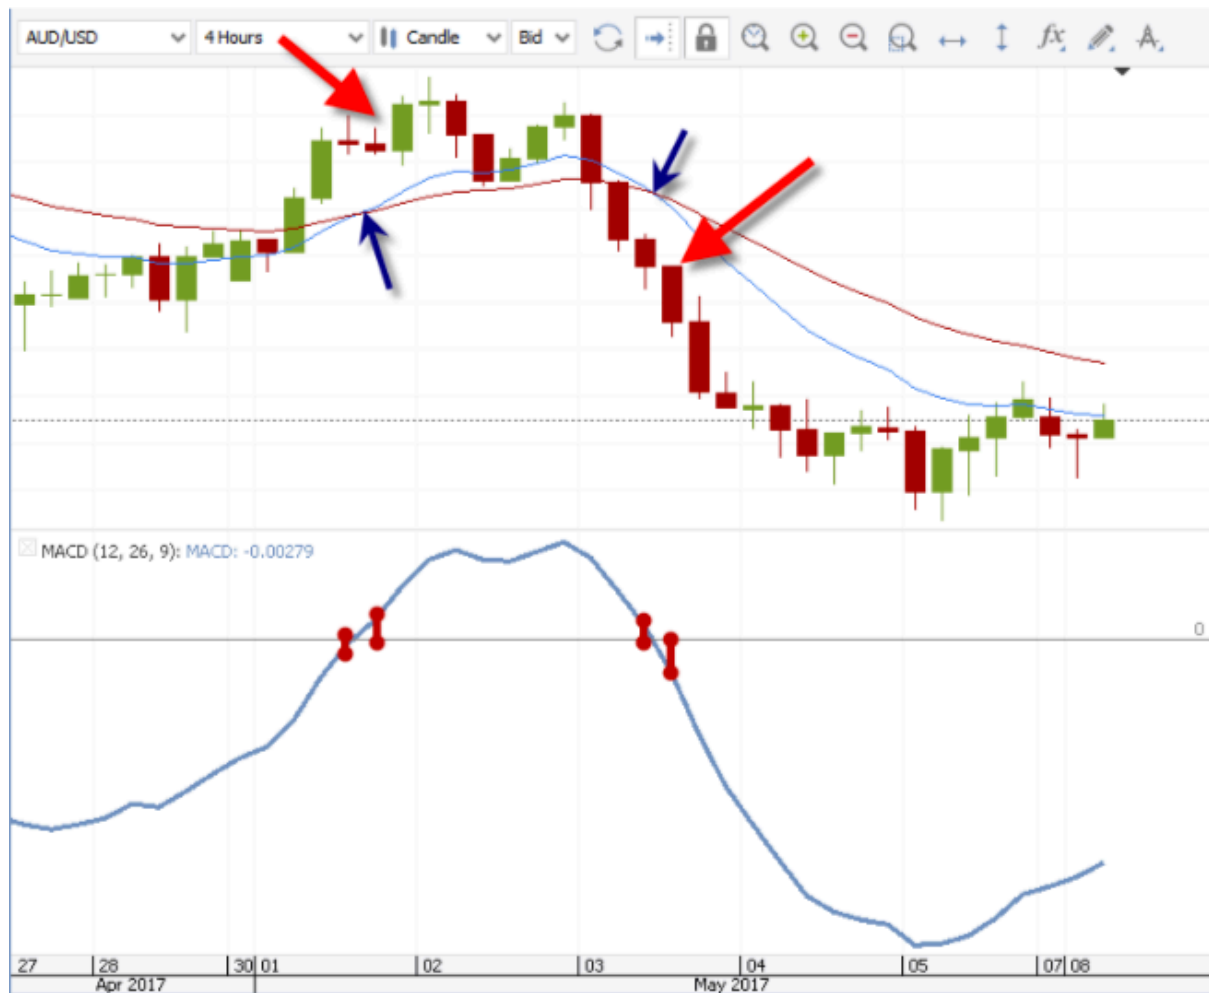 AUD/USD 4 Hours Candle Bid fx A
MACD (12, 26, 9): MACD: -0.00279
0
27 28 30 01 02 03 04 05 07 08
Apr 2017 May 2017